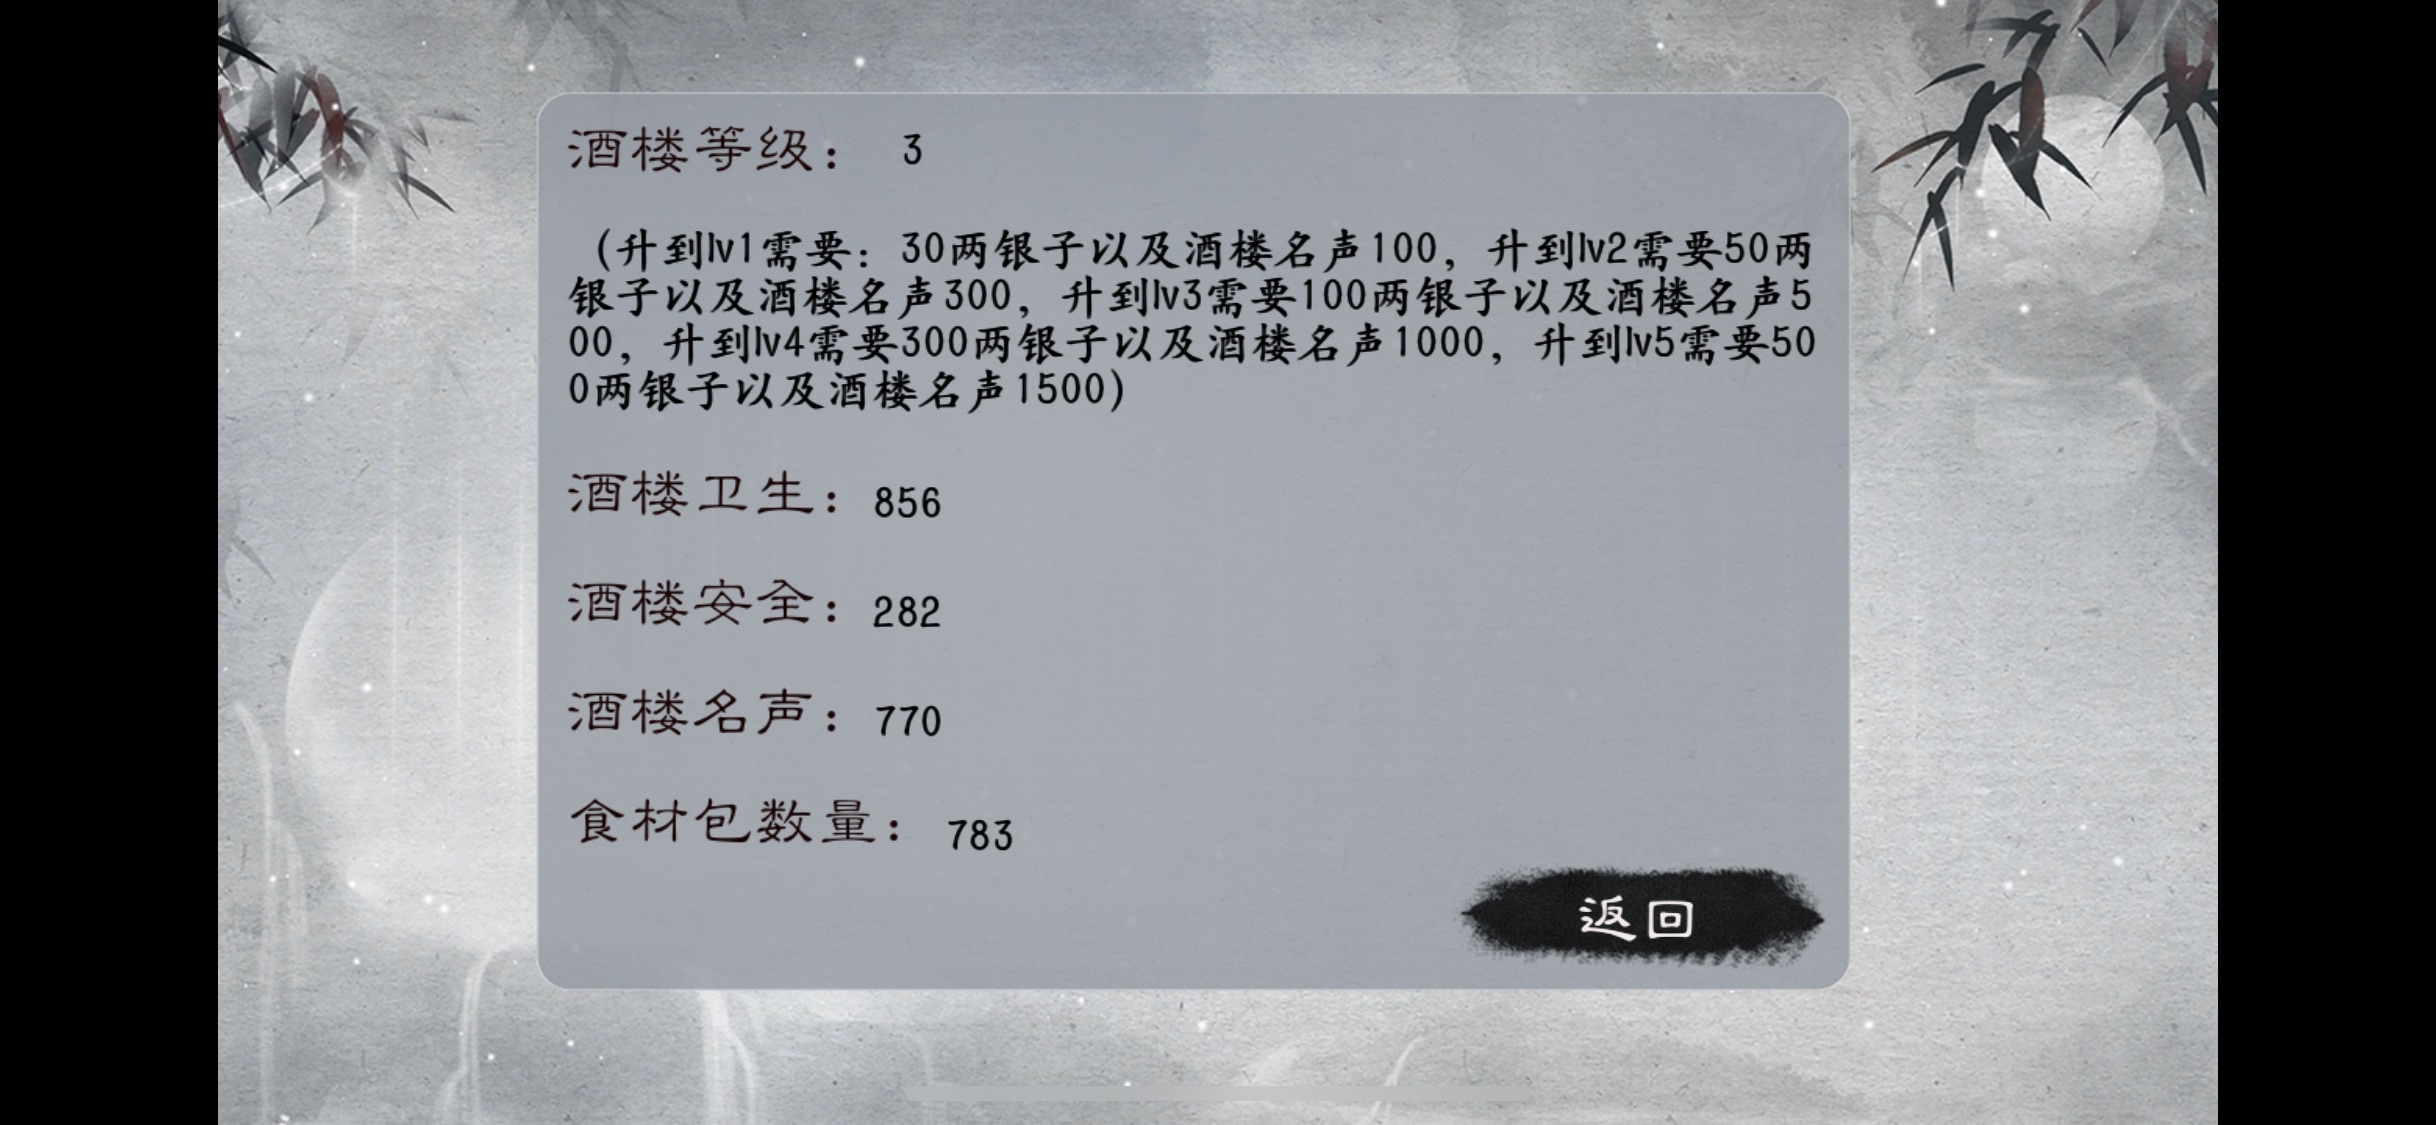 酒楼等级： 3
（升到lv1需要：30两银子以及酒楼名声100，升到lv2需要50两
银子以及酒楼名声300，升到lv3需要100两银子以及酒楼名声5
00，升到lv4需要300两银子以及酒楼名声1000，升到lv5需要50
0两银子以及酒楼名声1500）
酒楼卫生：856
酒楼安全：282
酒楼名声：770
食材包数量： 783
返回